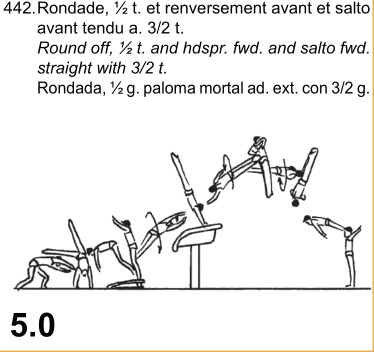 442.Rondade, ½ t. et renversement avant et salto
avant tendu a. 3/2 t.
Round off, ½ t. and hdspr. fwd. and salto fwd.
straight with 3/2 t.
Rondada, ½ g. paloma mortal ad. ext. con 3/2 g.
5.0